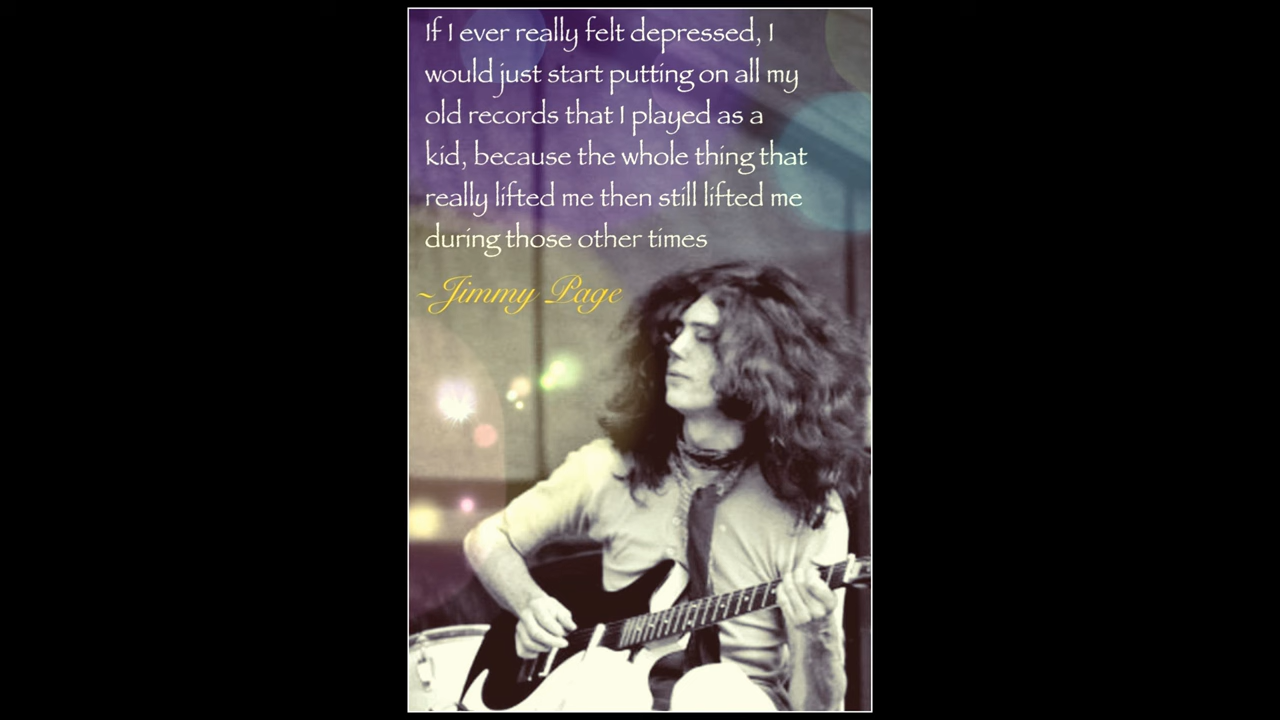 If I ever really felt depressed, I
would just start putting on all my
old records that I played as a
kid, because the whole thing that
really lifted me then still lifted me
during those other times
~Jimmy Page